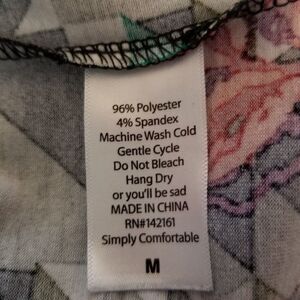 96% Polyester
4% Spandex
Machine Wash Cold
Gentle Cycle
Do Not Bleach
Hang Dry
or you'll be sad
MADE IN CHINA
RN#142161
Simply Comfortable
M